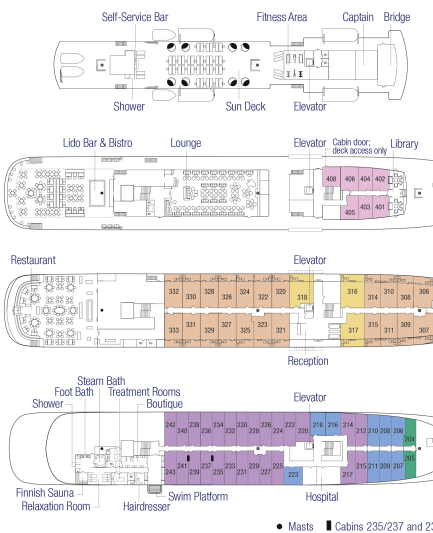 Self-Service Bar
Fitness Area
Captain
Bridge
Shower
Sun Deck
Elevator
Lido Bar & Bistro
Lounge
Elevator
Cabin door;
deck access only
Library
408 406 404 402
405 403 401
Restaurant
Elevator
332 330 328 326 324 322 320 318 316 314 310 308 306
333 331 329 327 325 323 321 317 315 311 309 307
Reception
Steam Bath
Foot Bath
Treatment Rooms
Shower
Boutique
Elevator
242 240 238 236 234 232 230 228 226 224 222 220 218 216 214 212 210 208 206 204
243 241 239 237 235 233 231 229 227 225 223 217 215 211 209 207 205
Finnish Sauna
Relaxation Room
Hairdresser
Swim Platform
Hospital
Masts
Cabins 235/237 and 23